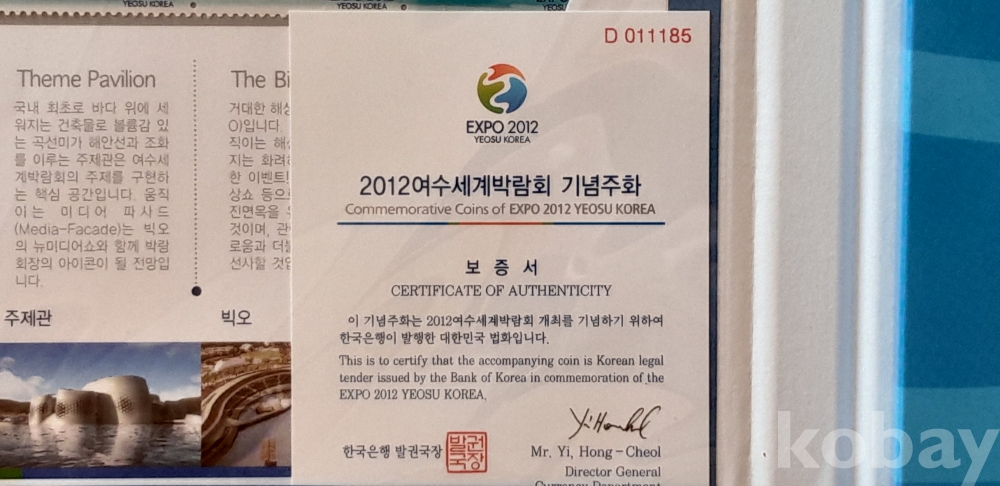 YEOSU KOREA
YEOSU KOREA
Theme Pavilion
국내 최초로 바다 위에 세
워지는 건축물로 볼륨감 있
는 곡선미가 해안선과 조화
를 이루는 주제관은 여수세
계박람회의 주제를 구현하
는 핵심 공간입니다. 움직
이는 미디어 파사드
(Media-Facade)는 빅오
의 뉴미디어쇼와 함께 박람
회장의 아이콘이 될 전망입
니다.
주제관
The Bi
거대한 해상
O)입니다.
직이는 해
지는 화려
한 이벤트
상쇼 등으
진면목을
것이며, 관
로움과 더불
선사할 것
빅오
D 011185
EXPO 2012
YEOSU KOREA
2012여수세계박람회 기념주화
Commemorative Coins of EXPO 2012 YEOSU KOREA
보증서
CERTIFICATE OF AUTHENTICITY
이 기념주화는 2012여수세계박람회 개최를 기념하기 위하여
한국은행이 발행한 대한민국 법화입니다.
This is to certify that the accompanying coin is Korean legal
tender issued by the Bank of Korea in commemoration of the
EXPO 2012 YEOSU KOREA.
한국은행 발권국장
발권
국장
Mr. Yi, Hong-Cheol
Director General
Currency Department
kobay